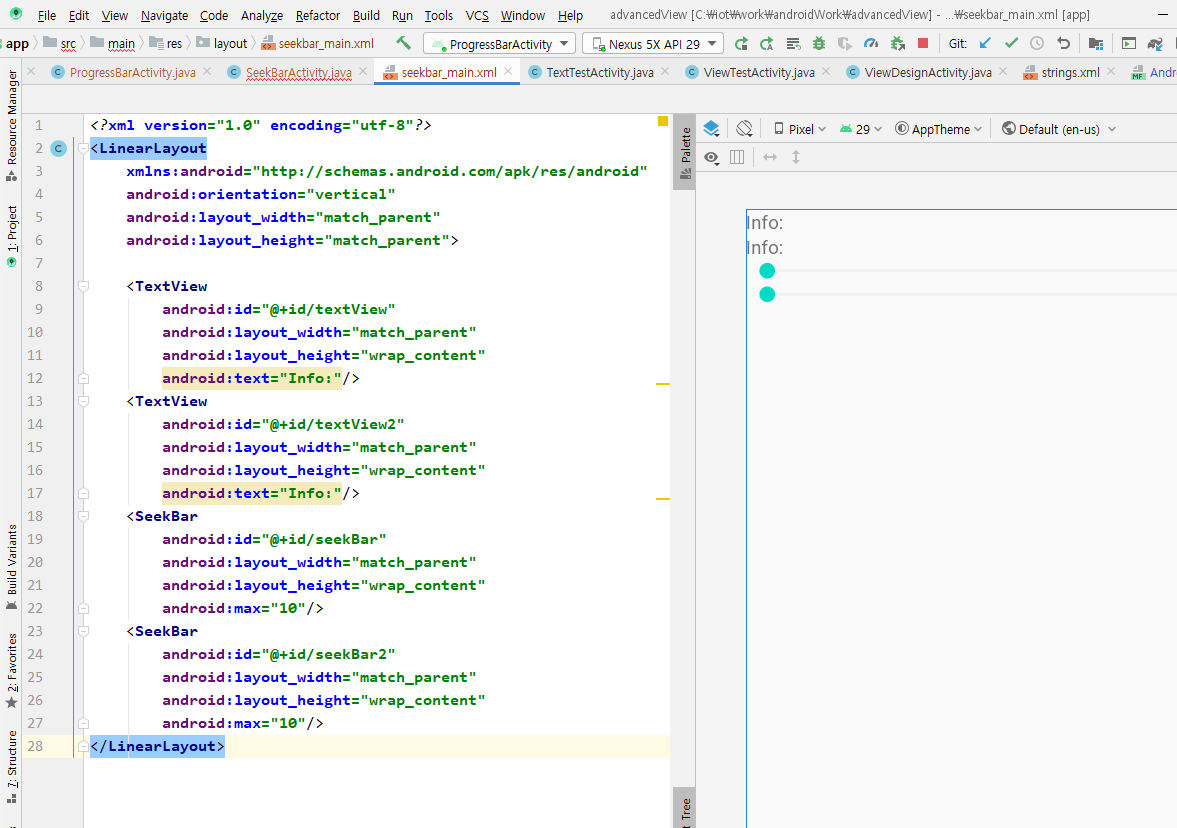 File Edit View Navigate Code Analyze Refactor Build Run Tools VCS Window Help advancedView [C:₩iot₩work₩androidWork₩advancedView] - ...₩seekbar_main.xml [app]
app src main res layout seekbar_main.xml ProgressBarActivity Nexus 5X API 29 Git:
ProgressBarActivity.java SeekBarActivity.java seekbar_main.xml TextTestActivity.java ViewTestActivity.java ViewDesignActivity.java strings.xml Andr
Resource Manager
1: Project
Build Variants
2: Favorites
7: Structure
1 <?xml version="1.0" encoding="utf-8"?>
2 C <LinearLayout
3 xmlns:android="http://schemas.android.com/apk/res/android"
4 android:orientation="vertical"
5 android:layout_width="match_parent"
6 android:layout_height="match_parent">
7
8 <TextView
9 android:id="@+id/textView"
10 android:layout_width="match_parent"
11 android:layout_height="wrap_content"
12 android:text="Info:"/>
13 <TextView
14 android:id="@+id/textView2"
15 android:layout_width="match_parent"
16 android:layout_height="wrap_content"
17 android:text="Info:"/>
18 <SeekBar
19 android:id="@+id/seekBar"
20 android:layout_width="match_parent"
21 android:layout_height="wrap_content"
22 android:max="10"/>
23 <SeekBar
24 android:id="@+id/seekBar2"
25 android:layout_width="match_parent"
26 android:layout_height="wrap_content"
27 android:max="10"/>
28 </LinearLayout>
Palette
t Tree
Pixel 29 AppTheme Default (en-us)
Info:
Info: